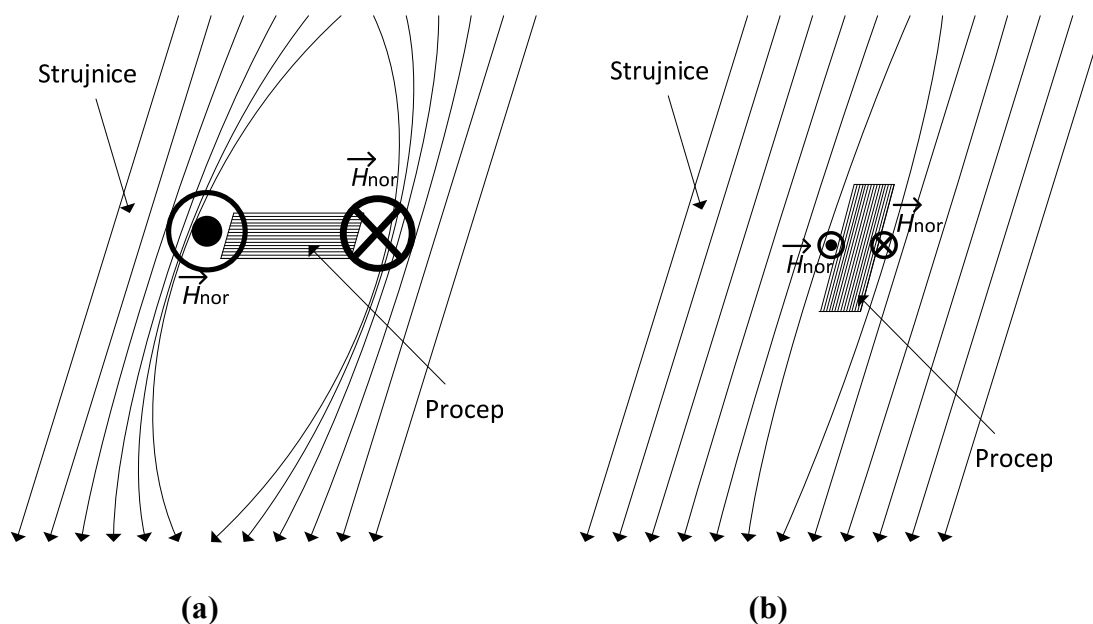 Strujnice
H⃗nor
H⃗nor
Procep
(a)
Strujnice
H⃗nor
H⃗nor
Procep
(b)